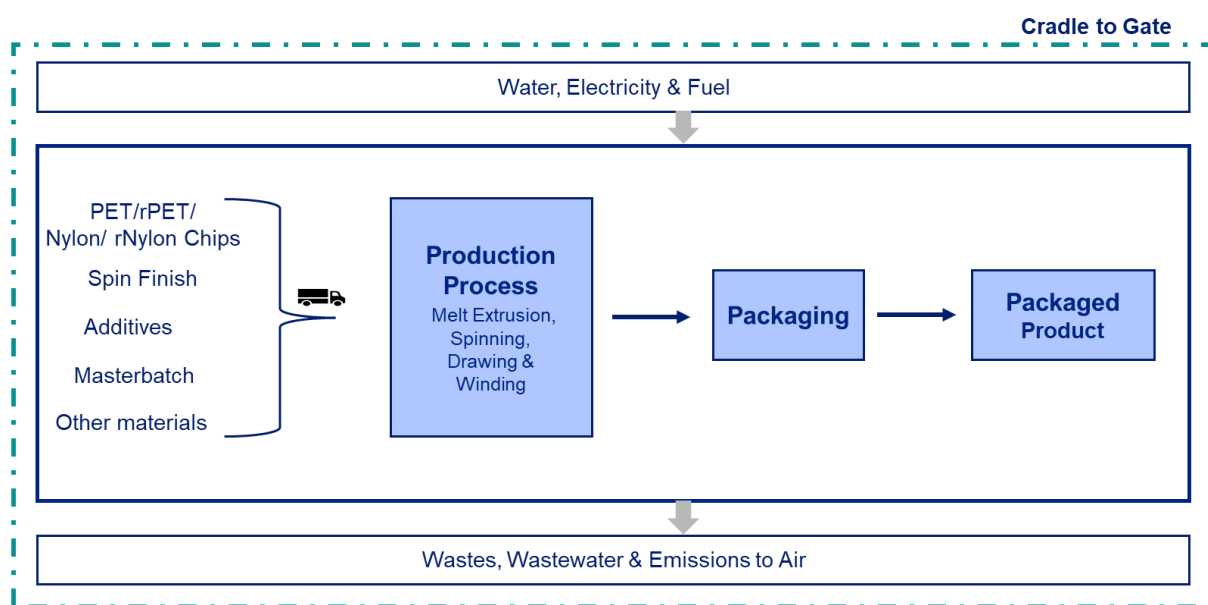 Cradle to Gate
Water, Electricity & Fuel
PET/rPET/
Nylon/ rNylon Chips
Spin Finish
Additives
Masterbatch
Other materials
Production
Process
Melt Extrusion,
Spinning,
Drawing &
Winding
Packaging
Packaged
Product
Wastes, Wastewater & Emissions to Air